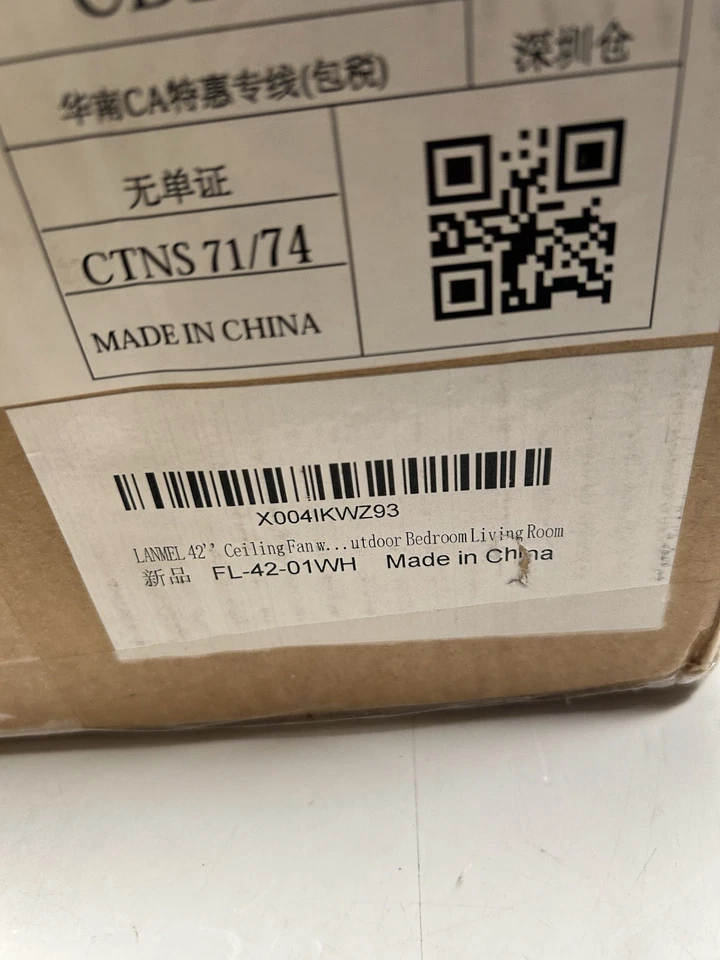 深圳仓
华南CA特惠专线(包税)
无单证
CTNS 71/74
MADE IN CHINA
X004IKWZ93
LANMEL 42'' Ceiling Fan w...utdoor Bedroom Living Room
新品 FL-42-01WH Made in China